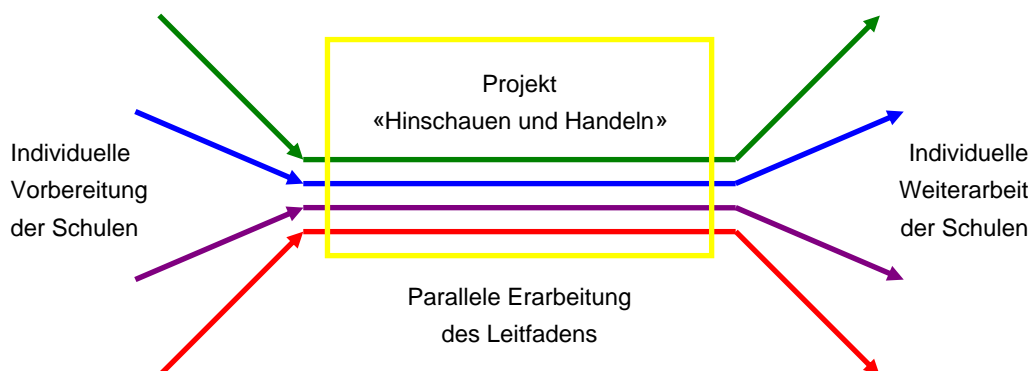 Projekt
«Hinschauen und Handeln»
Individuelle
Vorbereitung
der Schulen
Individuelle
Weiterarbeit
der Schulen
Parallele Erarbeitung
des Leitfadens